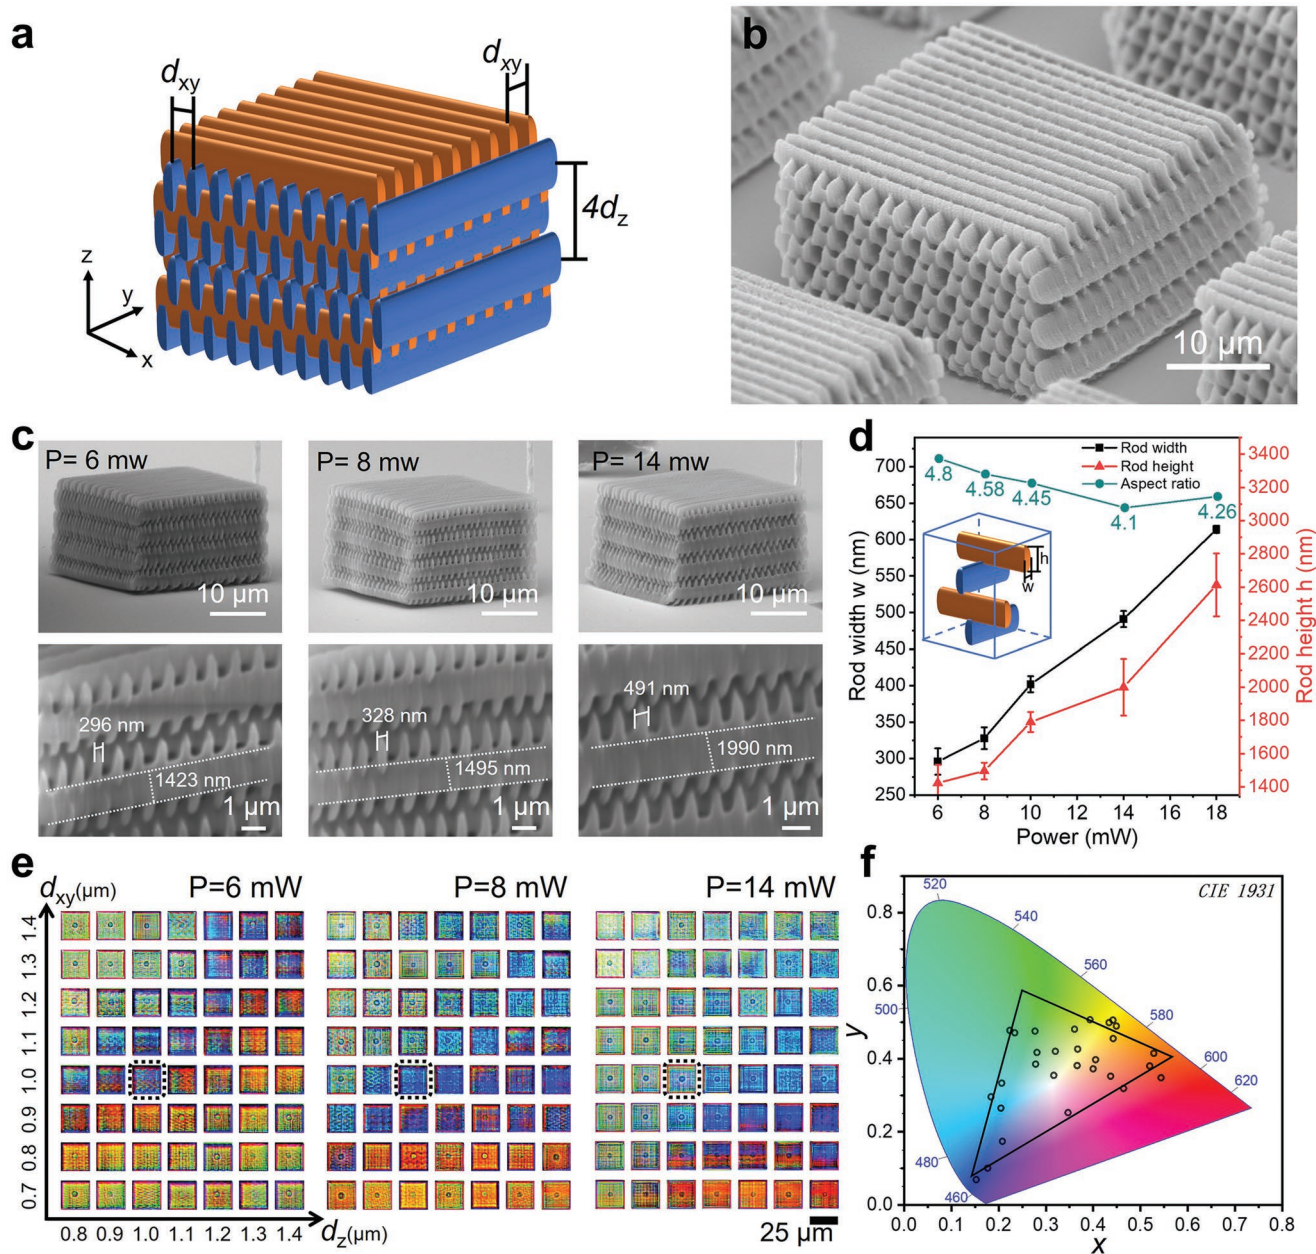 a
d_xy
d_xy
4d_z
z
y
x
b
10 μm
c
P= 6 mw
P= 8 mw
P= 14 mw
10 μm
10 μm
10 μm
296 nm
1423 nm
1 μm
328 nm
1495 nm
1 μm
491 nm
1990 nm
1 μm
d
Rod width
Rod height
Aspect ratio
4.8
4.58
4.45
4.1
4.26
h
w
Rod width w (nm)
700
650
600
550
500
450
400
350
300
250
Rod height h (nm)
3400
3200
3000
2800
2600
2400
2200
2000
1800
1600
1400
6 8 10 12 14 16 18
Power (mW)
e
d_xy(μm)
P=6 mW
P=8 mW
P=14 mW
1.4
1.3
1.2
1.1
1.0
0.9
0.8
0.7
0.8 0.9 1.0 1.1 1.2 1.3 1.4
d_z(μm)
25 μm
f
CIE 1931
520
540
560
580
600
620
500
480
460
y
0.8
0.6
0.4
0.2
0.0
0.0 0.1 0.2 0.3 0.4 0.5 0.6 0.7 0.8
x